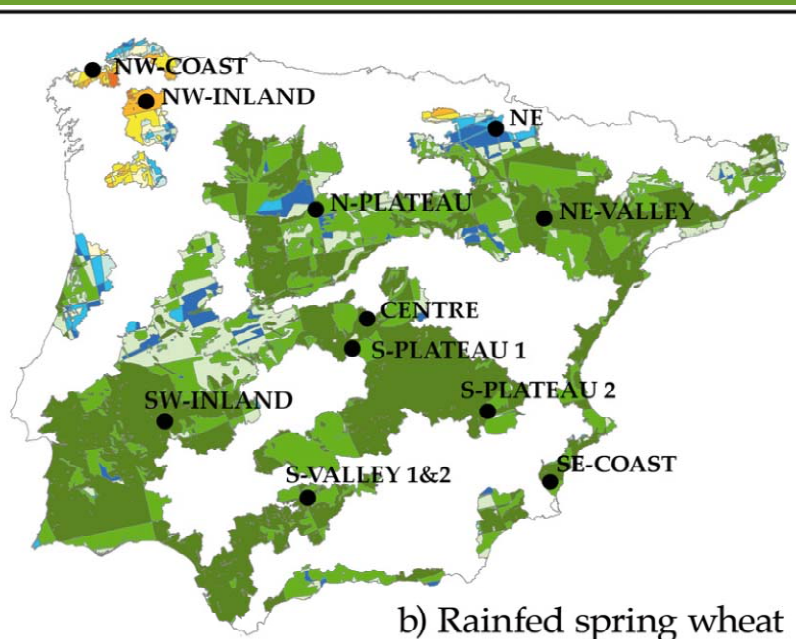 NW-COAST
NW-INLAND
NE
N-PLATEAU
NE-VALLEY
CENTRE
S-PLATEAU 1
S-PLATEAU 2
SW-INLAND
SE-COAST
S-VALLEY 1&2
b) Rainfed spring wheat